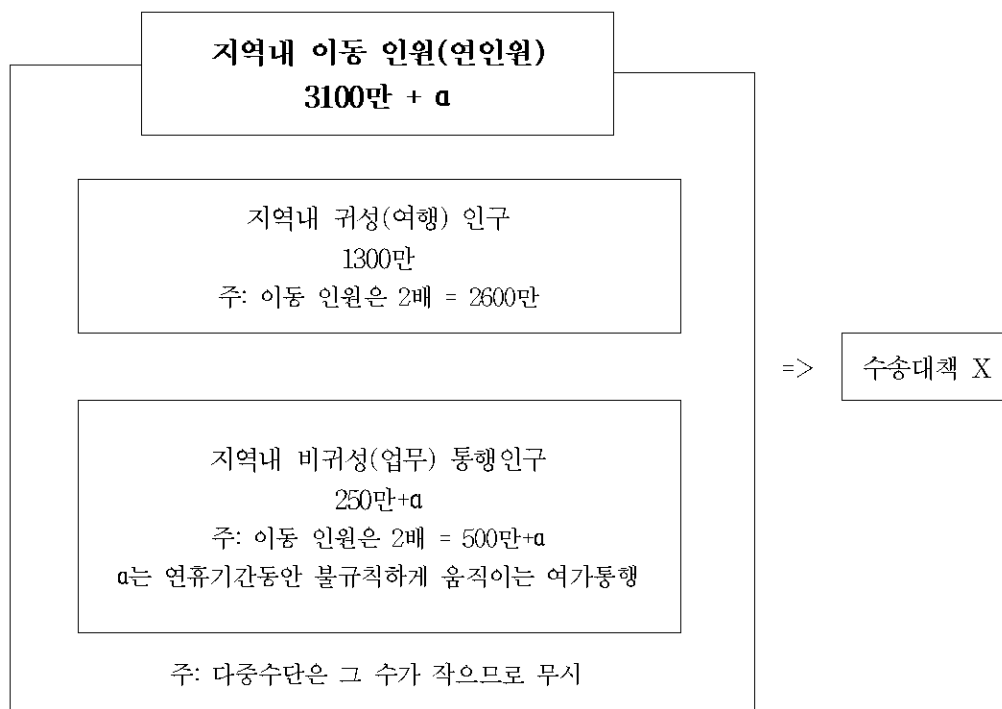 지역내 이동 인원(연인원)
3100만 + α
지역내 귀성(여행) 인구
1300만
주: 이동 인원은 2배 = 2600만
=> 수송대책 X
지역내 비귀성(업무) 통행인구
250만+α
주: 이동 인원은 2배 = 500만+α
α는 연휴기간동안 불규칙하게 움직이는 여가통행
주: 다중수단은 그 수가 작으므로 무시